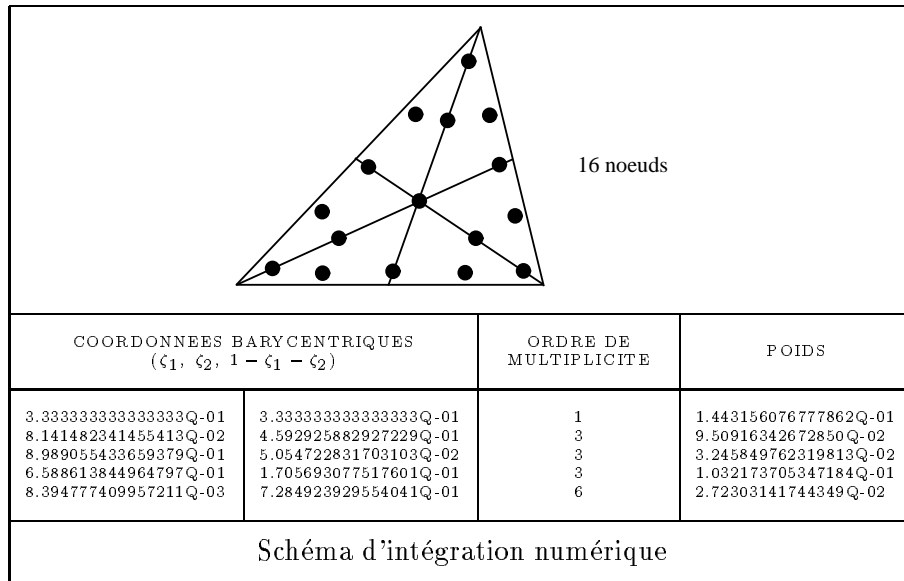 16 noeuds
COORDONNEES BARYCENTRIQUES
(ζ1, ζ2, 1 − ζ1 − ζ2)
ORDRE DE
MULTIPLICITE
POIDS
3.333333333333333Q-01 3.333333333333333Q-01 1 1.443156076777862Q-01
8.141482341455413Q-02 4.592925882927229Q-01 3 9.50916342672850Q-02
8.989055433659379Q-01 5.054722831703103Q-02 3 3.245849762319813Q-02
6.588613844964797Q-01 1.705693077517601Q-01 3 1.032173705347184Q-01
8.394777409957211Q-03 7.284923929554041Q-01 6 2.72303141744349Q-02
Schéma d'intégration numérique